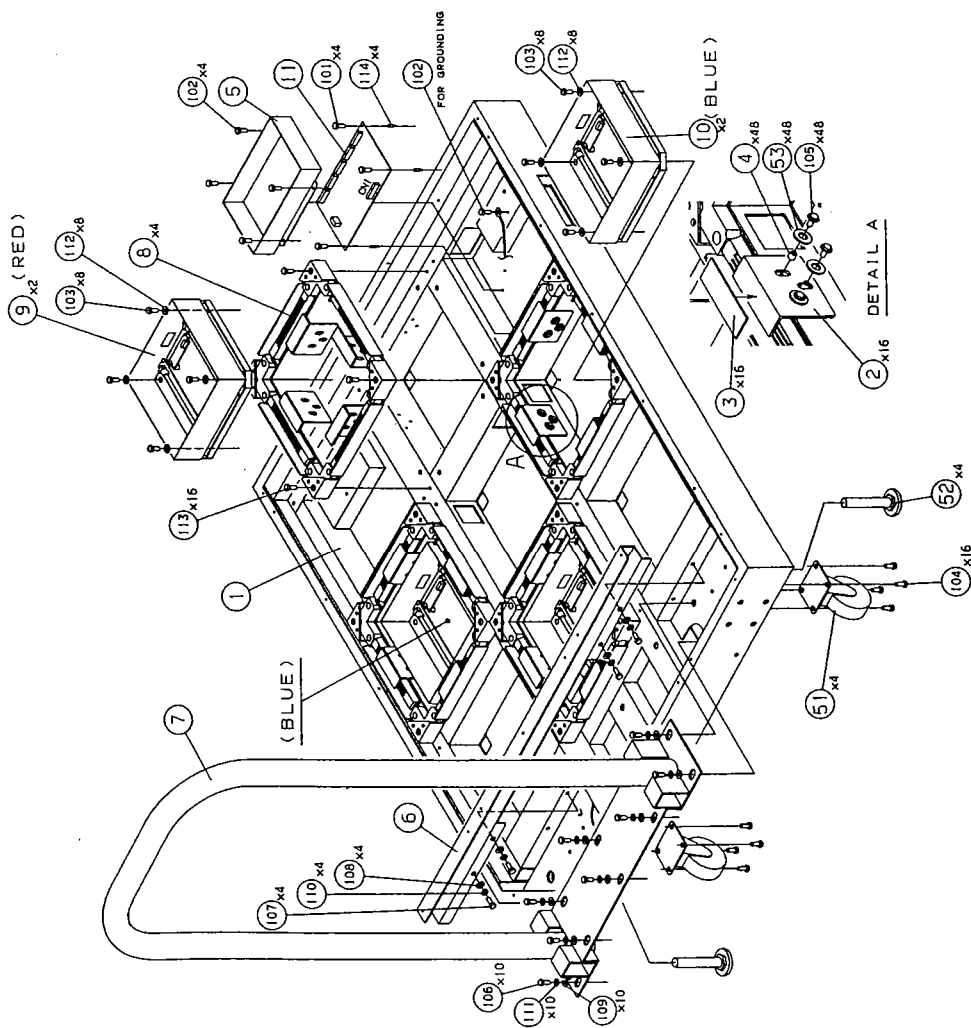 9 (RED)
x2
112 x8
103 x8
8 x4
102 x4
5
11
101 x4
114 x4
102
FOR GROUNDING
113 x16
1
(BLUE)
7
A
103 x8
112 x8
10 (BLUE)
x2
4 x48
53 x48
105 x48
3 x16
2 x16
DETAIL A
6
108 x4
110 x4
107 x4
52 x4
104 x16
51 x4
106 x10
111 x10
109 x10